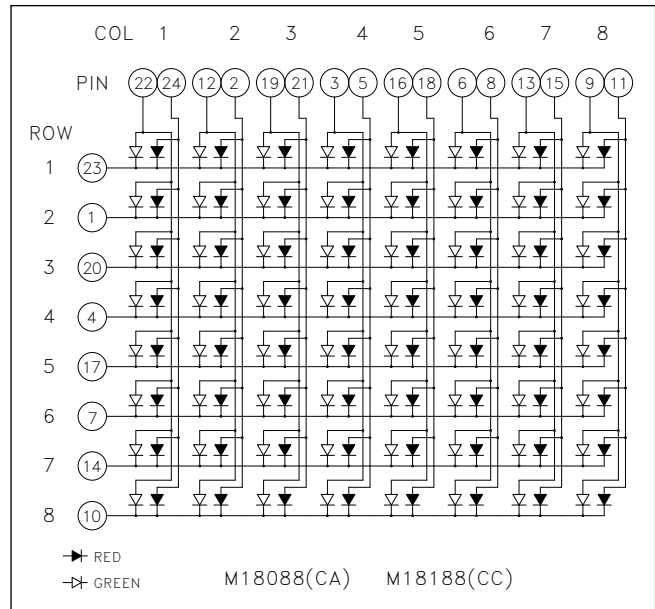 COL 1 2 3 4 5 6 7 8
PIN 22 24 12 2 19 21 3 5 16 18 6 8 13 15 9 11
ROW
1 23
2 1
3 20
4 4
5 17
6 7
7 14
8 10
RED
GREEN
M18088(CA) M18188(CC)